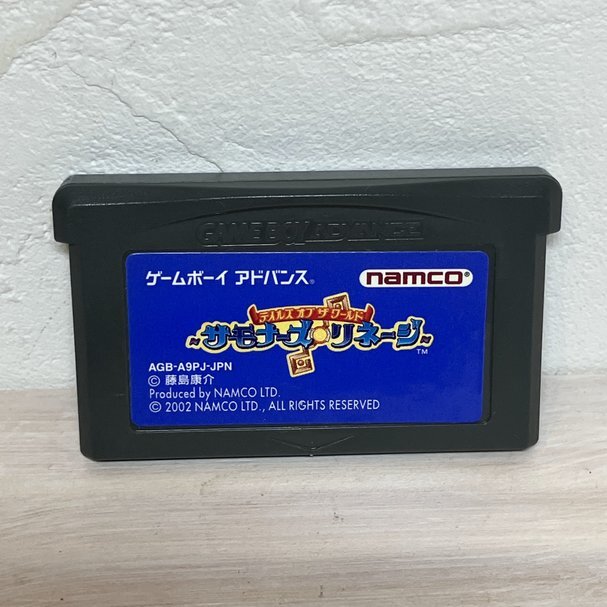 GAMEBOY ADVANCE
ゲームボーイ アドバンス®
namco®
テイルズ オブ ザ ワールド
~サモナーズ・リネージ~™
AGB-A9PJ-JPN
© 藤島康介
Produced by NAMCO LTD.
© 2002 NAMCO LTD., ALL RIGHTS RESERVED